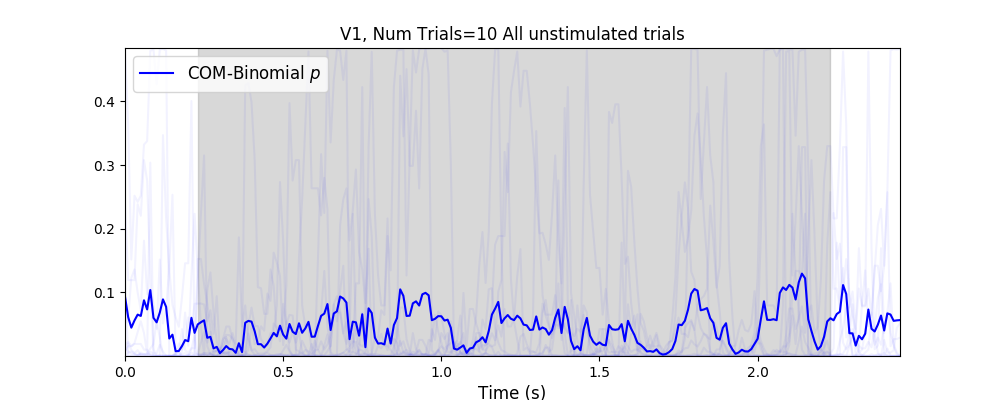 V1, Num Trials=10 All unstimulated trials
COM-Binomial p
0.4
0.3
0.2
0.1
0.0 0.5 1.0 1.5 2.0
Time (s)